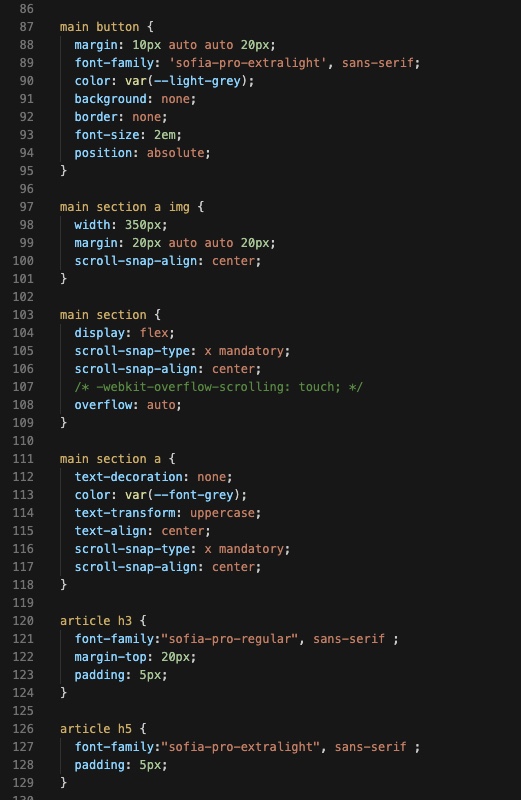 86
87 main button {
88 margin: 10px auto auto 20px;
89 font-family: 'sofia-pro-extralight', sans-serif;
90 color: var(--light-grey);
91 background: none;
92 border: none;
93 font-size: 2em;
94 position: absolute;
95 }
96
97 main section a img {
98 width: 350px;
99 margin: 20px auto auto 20px;
100 scroll-snap-align: center;
101 }
102
103 main section {
104 display: flex;
105 scroll-snap-type: x mandatory;
106 scroll-snap-align: center;
107 /* -webkit-overflow-scrolling: touch; */
108 overflow: auto;
109 }
110
111 main section a {
112 text-decoration: none;
113 color: var(--font-grey);
114 text-transform: uppercase;
115 text-align: center;
116 scroll-snap-type: x mandatory;
117 scroll-snap-align: center;
118 }
119
120 article h3 {
121 font-family:"sofia-pro-regular", sans-serif ;
122 margin-top: 20px;
123 padding: 5px;
124 }
125
126 article h5 {
127 font-family:"sofia-pro-extralight", sans-serif ;
128 padding: 5px;
129 }
130